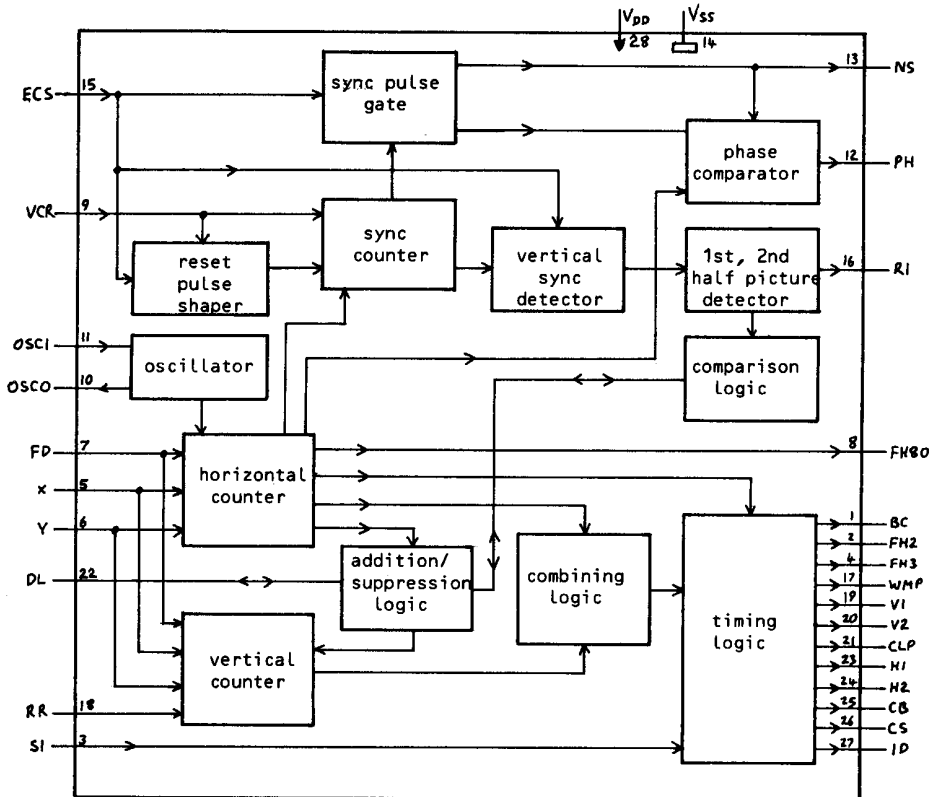 VDD
VSS
28
14
ECS 15
sync pulse
gate
13 NS
phase
comparator
12 PH
VCR 9
sync
counter
reset
pulse
shaper
vertical
sync
detector
1st, 2nd
half picture
detector
16 RI
OSCI 11
OSCO 10
oscillator
comparison
logic
FD 7
X 5
Y 6
horizontal
counter
8 FH80
DL 22
addition/
suppression
logic
combining
logic
timing
logic
1 BC
2 FH2
4 FH3
17 WMP
19 V1
20 V2
21 CLP
23 H1
24 H2
25 CB
26 CS
27 ID
vertical
counter
RR 18
SI 3